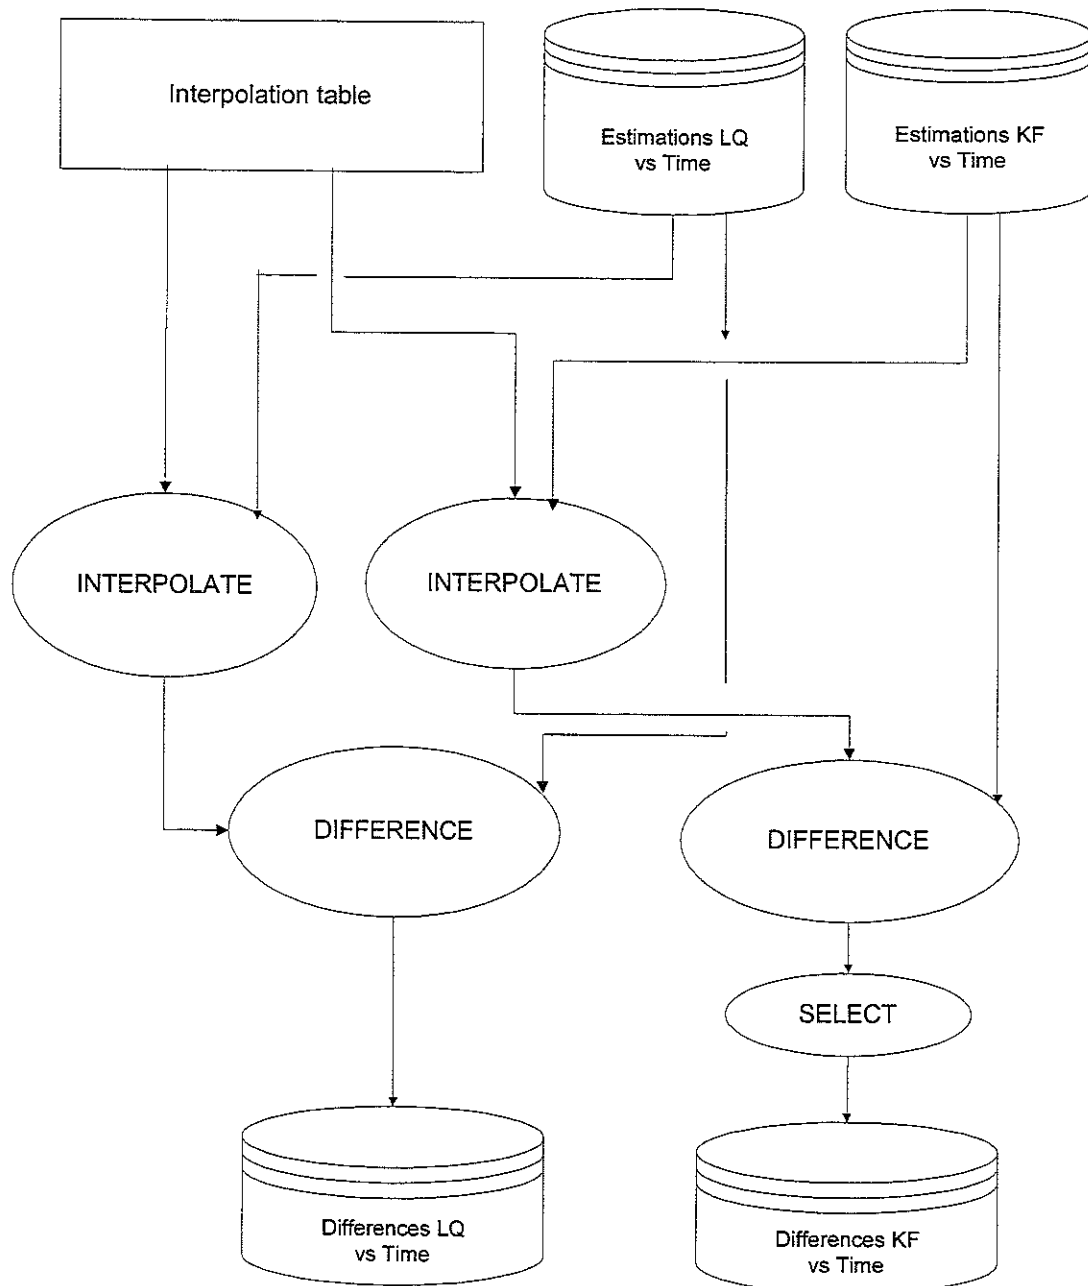 Interpolation table
Estimations LQ
vs Time
Estimations KF
vs Time
INTERPOLATE
INTERPOLATE
DIFFERENCE
DIFFERENCE
SELECT
Differences LQ
vs Time
Differences KF
vs Time